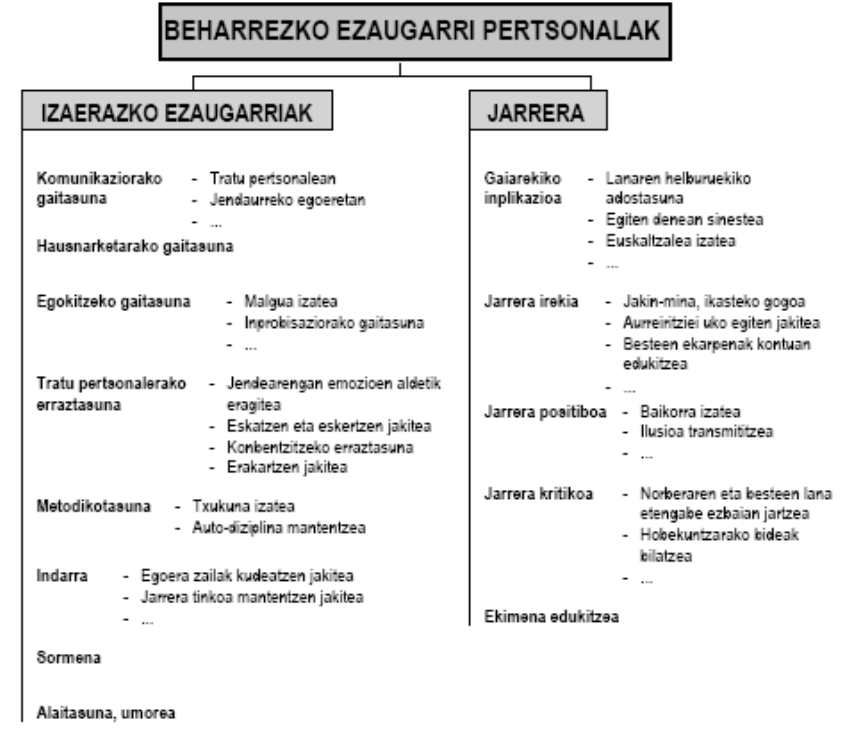 BEHARREZKO EZAUGARRI PERTSONALAK
IZAERAZKO EZAUGARRIAK
Komunikaziorako - Tratu pertsonalean
gaitasuna - Jendaurreko egoeretan
- ...
Hausnarketarako gaitasuna
Egokitzeko gaitasuna - Malgua izatea
- Inprobisaziorako gaitasuna
- ...
Tratu pertsonalerako - Jendearengan emozioen aldetik
erraztasuna eragitea
- Eskatzen eta eskertzen jakitea
- Konbentzitzeko erraztasuna
- Erakartzen jakitea
Metodikotasuna - Txukuna izatea
- Auto-diziplina mantentzea
Indarra - Egoera zailak kudeatzen jakitea
- Jarrera tinkoa mantentzen jakitea
- ...
Sormena
Alaitasuna, umorea
JARRERA
Gaiarekiko - Lanaren helburuekiko
inplikazioa adostasuna
- Egiten denean sinestea
- Euskaltzalea izatea
- ...
Jarrera irekia - Jakin-mina, ikasteko gogoa
- Aurreiritziei uko egiten jakitea
- Besteen ekarpenak kontuan
edukitzea
- ...
Jarrera positiboa - Baikorra izatea
- Ilusioa transmititzea
- ...
Jarrera kritikoa - Norberaren eta besteen lana
etengabe ezbaian jartzea
- Hobekuntzarako bideak
bilatzea
- ...
Ekimena edukitzea